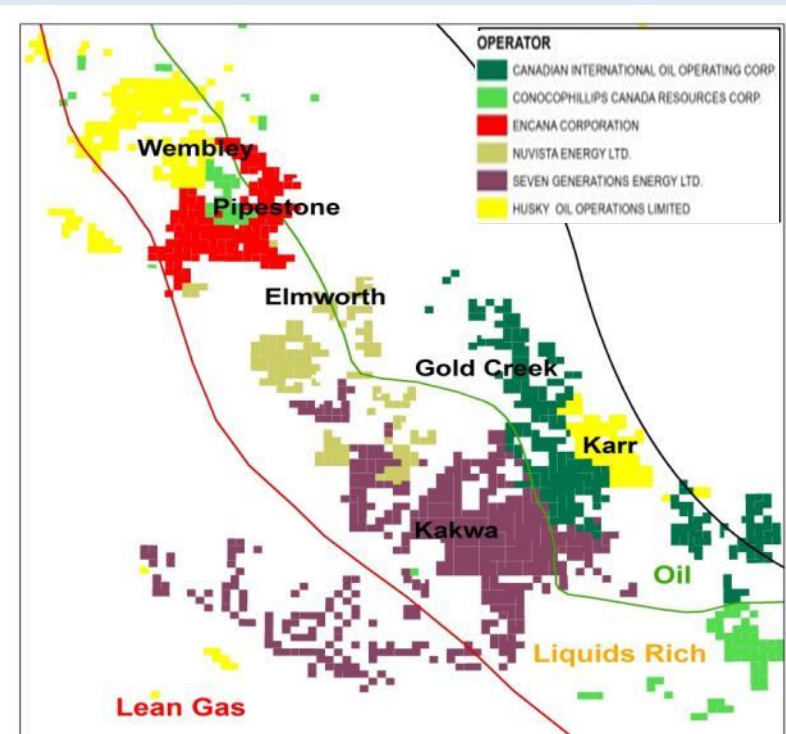 OPERATOR
CANADIAN INTERNATIONAL OIL OPERATING CORP.
CONOCOPHILLIPS CANADA RESOURCES CORP.
ENCANA CORPORATION
NUVISTA ENERGY LTD.
SEVEN GENERATIONS ENERGY LTD.
HUSKY OIL OPERATIONS LIMITED
Wembley
Pipestone
Elmworth
Gold Creek
Karr
Kakwa
Oil
Liquids Rich
Lean Gas